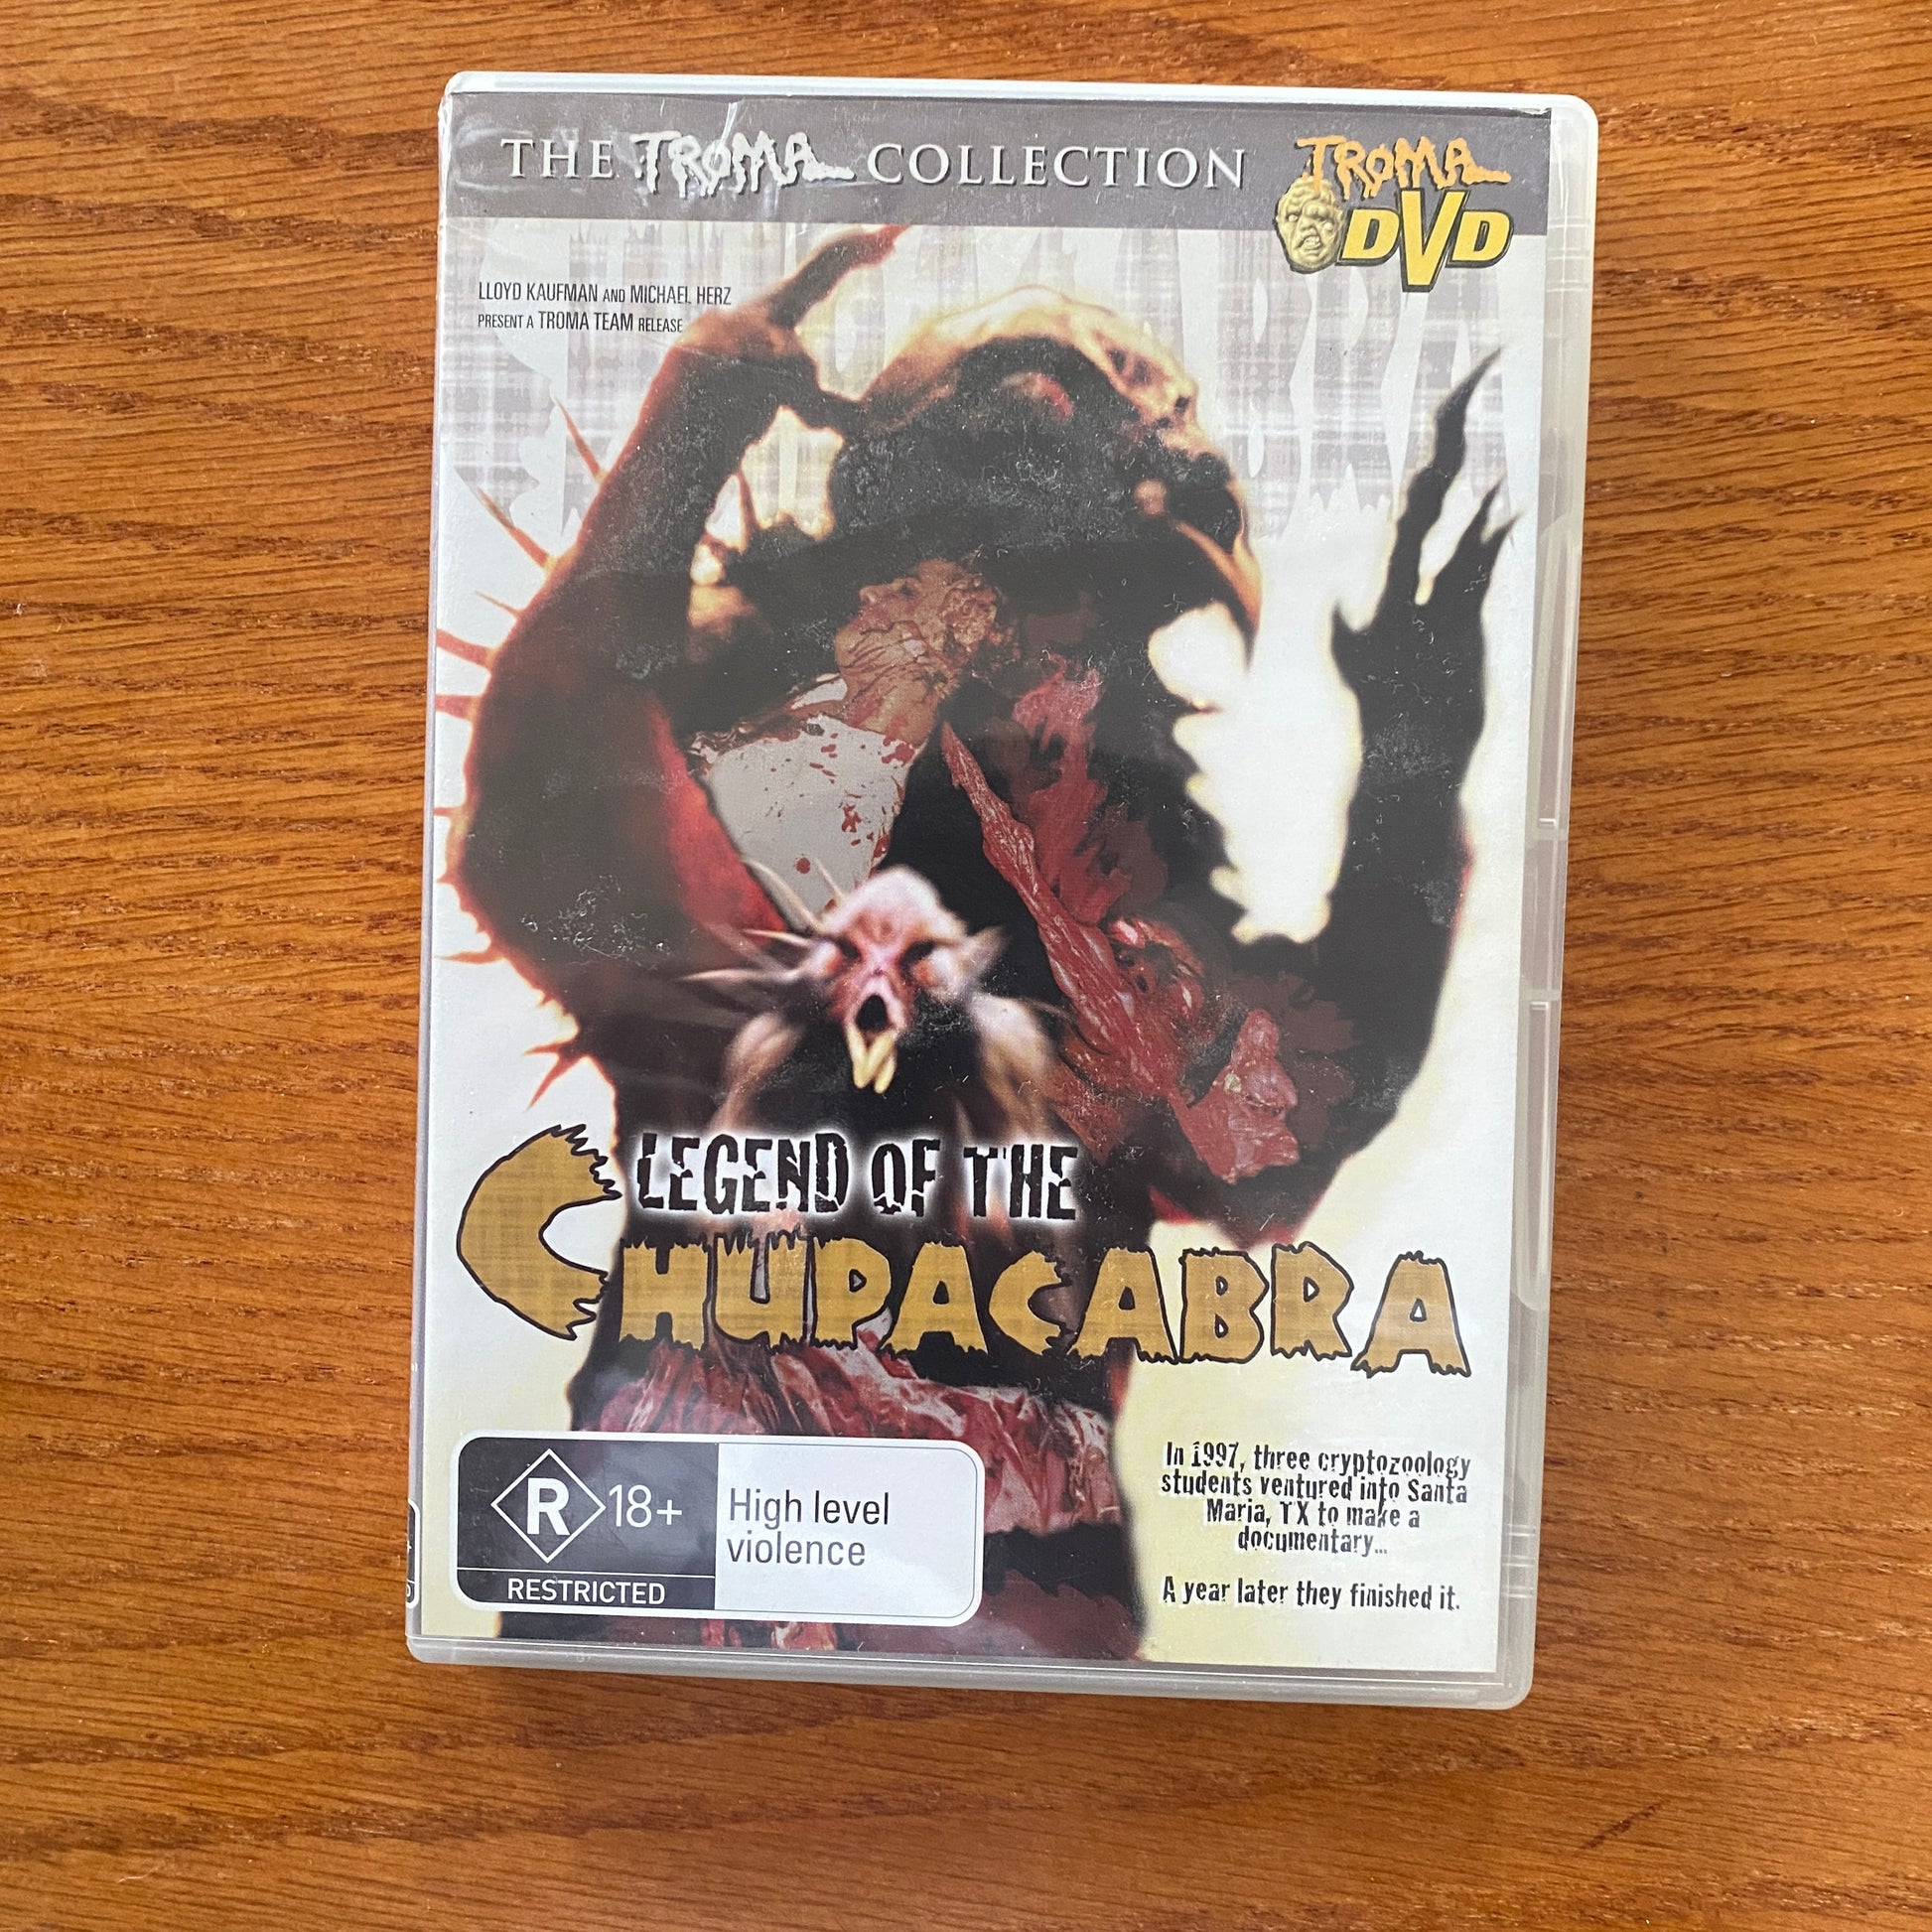 THE TROMA COLLECTION
TROMA
DVD
LLOYD KAUFMAN AND MICHAEL HERZ
PRESENT A TROMA TEAM RELEASE
LEGEND OF THE
CHUPACABRA
R 18+
RESTRICTED
High level
violence
In 1997, three cryptozoology
students ventured into Santa
Maria, TX to make a
documentary...
A year later they finished it.